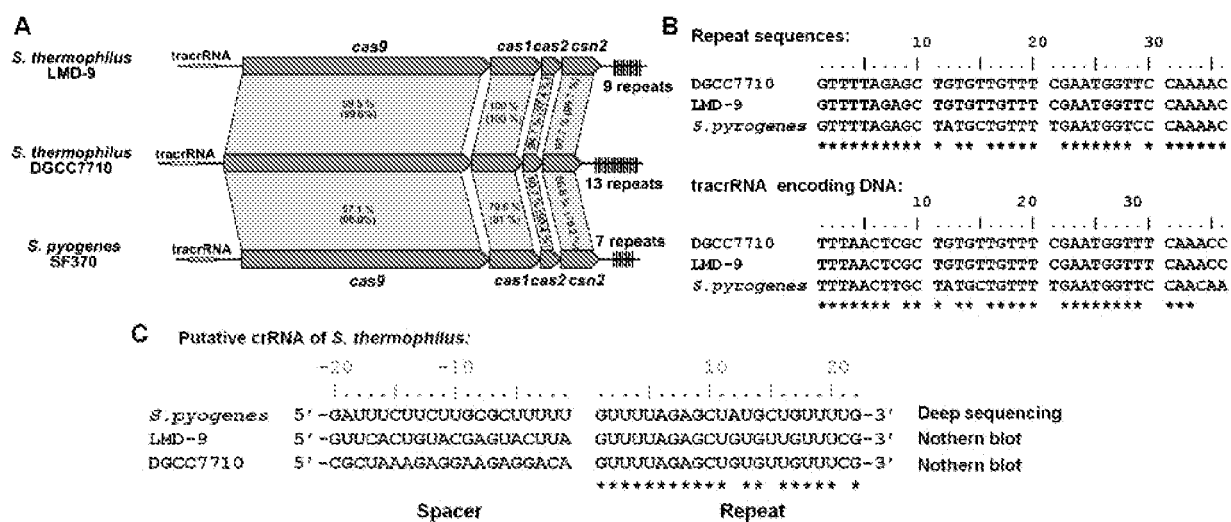 A
cas9
cas1 cas2 csn2
tracrRNA
S. thermophilus
LMD-9
9 repeats
100 %
(100 %)
tracrRNA
S. thermophilus
DGCC7710
13 repeats
tracrRNA
S. pyogenes
SF370
7 repeats
cas9
cas1 cas2 csn2
B
Repeat sequences:
10 20 30
DGCC7710 GTTTTAGAGC TGTGTTGTTT CGAATGGTTC CAAAAC
LMD-9 GTTTTAGAGC TGTGTTGTTT CGAATGGTTC CAAAAC
S.pyrogenes GTTTTAGAGC TATGCTGTTT TGAATGGTCC CAAAAC
********** * ** ***** ******* * ******
tracrRNA encoding DNA:
10 20 30
DGCC7710 TTTAACTCGC TGTGTTGTTT CGAATGGTTT CAAACC
LMD-9 TTTAACTCGC TGTGTTGTTT CGAATGGTTT CAAACC
S.pyrogenes TTTAACTTGC TATGCTGTTT TGAATGGTTC CAACAA
******* ** * ** ***** ******** ***
C
Putative crRNA of S. thermophilus:
-20 -10 10 20
S.pyogenes 5'-GAUUUCUUCUUGCGCUUUUU GUUUUAGAGCUAUGCUGUUUUG-3' Deep sequencing
LMD-9 5'-GUUCACUGUACGAGUACUUA GUUUUAGAGCUGUGUUGUUUCG-3' Nothern blot
DGCC7710 5'-CGCUAAAGAGGAAGAGGACA GUUUUAGAGCUGUGUUGUUUCG-3' Nothern blot
*********** ** ***** *
Spacer Repeat